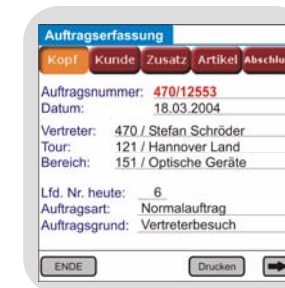 Auftragserfassung
Kopf Kunde Zusatz Artikel Abschlu
Auftragsnummer: 470/12553
Datum: 18.03.2004
Vertreter: 470 / Stefan Schröder
Tour: 121 / Hannover Land
Bereich: 151 / Optische Geräte
Lfd. Nr. heute: 6
Auftragsart: Normalauftrag
Auftragsgrund: Vertreterbesuch
ENDE Drucken